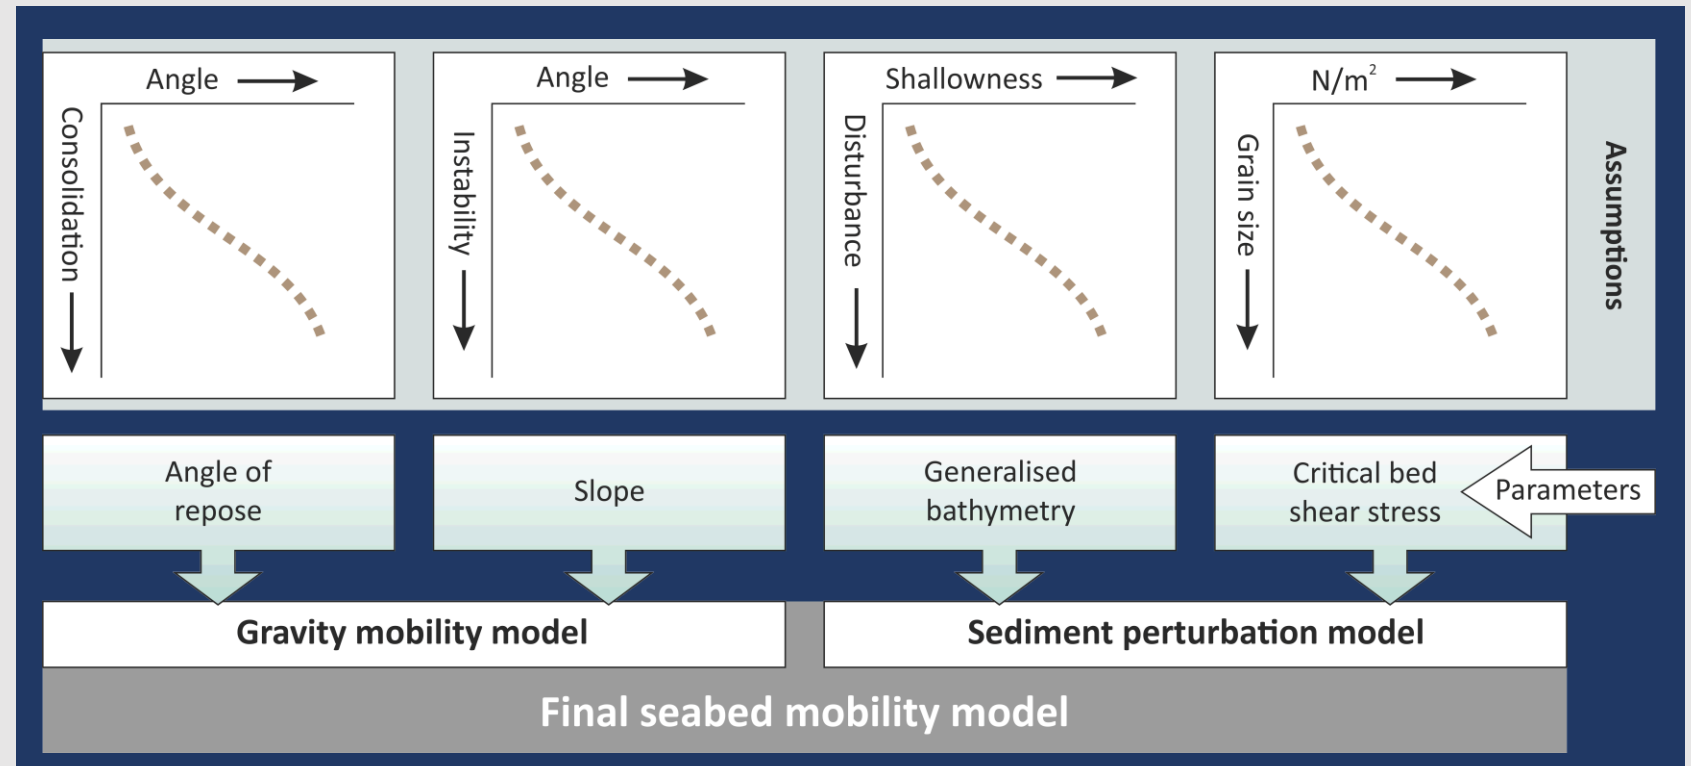 Angle
Consolidation
Angle
Instability
Shallowness
Disturbance
N/m²
Grain size
Assumptions
Angle of
repose
Slope
Generalised
bathymetry
Critical bed
shear stress
Parameters
Gravity mobility model
Sediment perturbation model
Final seabed mobility model